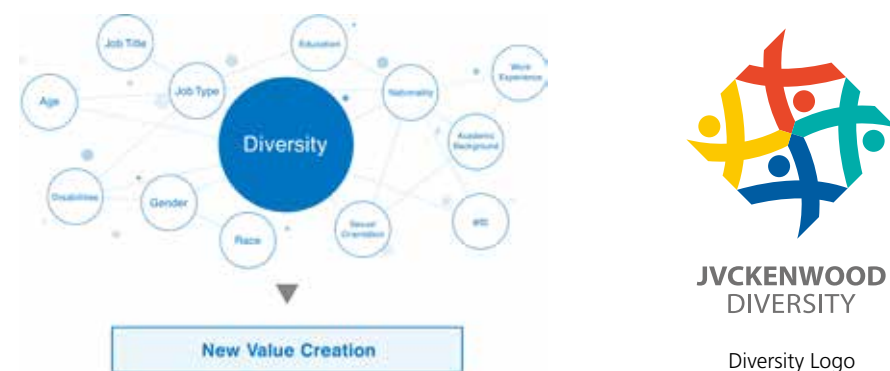 Job Title
Education
Work
Experience
Age
Job Type
Nationality
Diversity
Academic
Background
Disabilities
Gender
Sexual
Orientation
etc
Race
New Value Creation
JVCKENWOOD
DIVERSITY
Diversity Logo